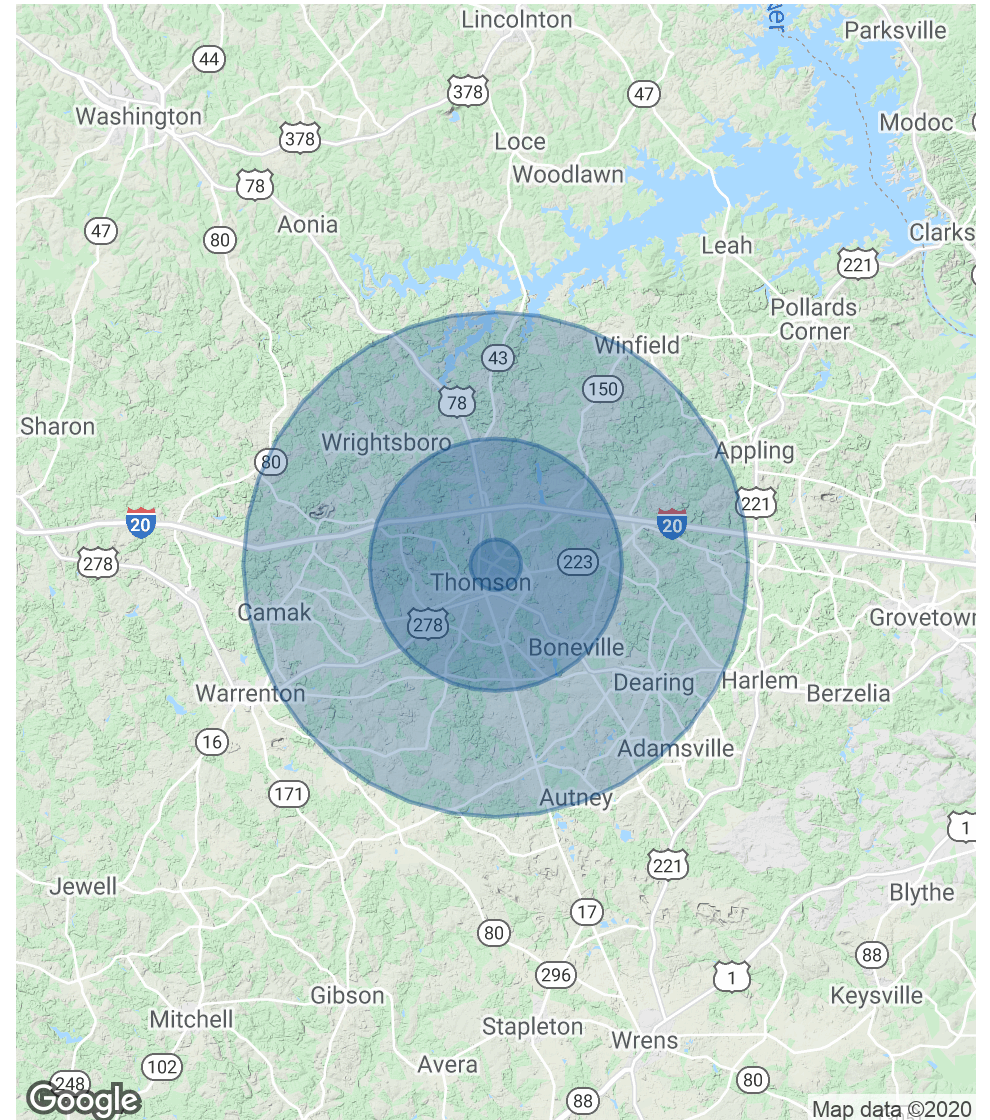 Lincolnton
Parksville
44
378
47
Washington
Modoc
378
Loce
Woodlawn
78
Aonia
47
80
Leah
Clarks
221
Pollards
Corner
Winfield
43
150
78
Sharon
Wrightsboro
Appling
80
221
20
20
278
223
Thomson
Camak
278
Grovetown
Boneville
Dearing
Harlem
Warrenton
Berzelia
16
Adamsville
171
Autney
1
221
Jewell
Blythe
17
80
88
296
1
Gibson
Keysville
Mitchell
Stapleton
Wrens
Avera
102
80
248
Google
88
Map data ©2020